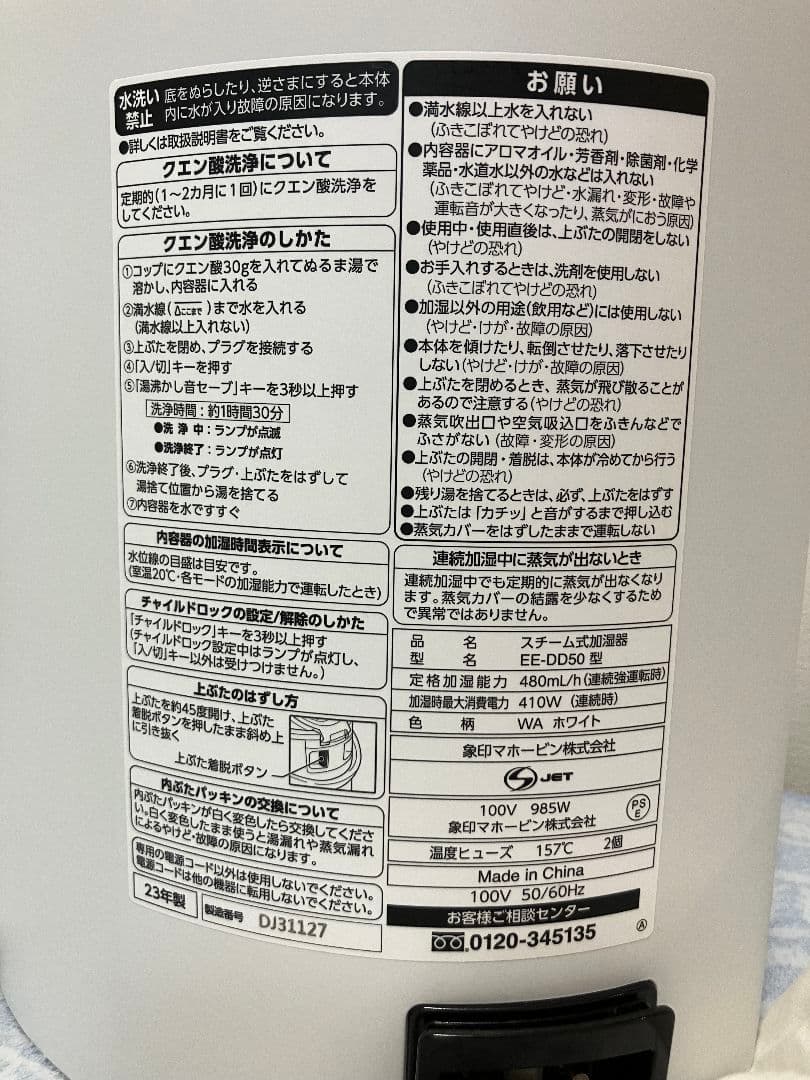 水洗い
禁止
底をぬらしたり、逆さまにすると本体
内に水が入り故障の原因になります。
●詳しくは取扱説明書をご覧ください。
クエン酸洗浄について
定期的(1～2カ月に1回)にクエン酸洗浄を
してください。
クエン酸洗浄のしかた
①コップにクエン酸30gを入れてぬるま湯で
溶かし、内容器に入れる
②満水線(△ここまで)まで水を入れる
(満水線以上入れない)
③上ぶたを閉め、プラグを接続する
④「入/切」キーを押す
⑤「湯沸かし音セーブ」キーを3秒以上押す
洗浄時間：約1時間30分
●洗浄中：ランプが点滅
●洗浄終了：ランプが点灯
⑥洗浄終了後、プラグ・上ぶたをはずして
湯捨て位置から湯を捨てる
⑦内容器を水ですすぐ
内容器の加湿時間表示について
水位線の目盛は目安です。
(室温20℃・各モードの加湿能力で運転したとき)
チャイルドロックの設定/解除のしかた
「チャイルドロック」キーを3秒以上押す
(チャイルドロック設定中はランプが点灯し、
「入/切」キー以外は受けつけません。)
上ぶたのはずし方
上ぶたを約45度開け、上ぶた
着脱ボタンを押したまま斜め上
に引き抜く
上ぶた着脱ボタン
内ぶたパッキンの交換について
内ぶたパッキンが白く変色したら交換してくださ
い。白く変色したまま使うと湯漏れや蒸気漏れ
によるやけど・故障の原因になります。
専用の電源コード以外は使用しないでください。
電源コードは他の機器に転用しないでください。
23年製
製造番号 DJ31127
お願い
●満水線以上水を入れない
(ふきこぼれてやけどの恐れ)
●内容器にアロマオイル・芳香剤・除菌剤・化学
薬品・水道水以外の水などは入れない
(ふきこぼれてやけど・水漏れ・変形・故障や
運転音が大きくなったり、蒸気がにおう原因)
●使用中・使用直後は、上ぶたの開閉をしない
(やけどの恐れ)
●お手入れするときは、洗剤を使用しない
(ふきこぼれてやけどの恐れ)
●加湿以外の用途(飲用など)には使用しない
(やけど・けが・故障の原因)
●本体を傾けたり、転倒させたり、落下させたり
しない(やけど・けが・故障の原因)
●上ぶたを閉めるとき、蒸気が飛び散ることが
あるので注意する(やけどの恐れ)
●蒸気吹出口や空気吸込口をふきんなどで
ふさがない(故障・変形の原因)
●上ぶたの開閉・着脱は、本体が冷めてから行う
(やけどの恐れ)
●残り湯を捨てるときは、必ず、上ぶたをはずす
●上ぶたは「カチッ」と音がするまで押し込む
●蒸気カバーをはずしたままで運転しない
連続加湿中に蒸気が出ないとき
連続加湿中でも定期的に蒸気が出なくなり
ます。蒸気カバーの結露を少なくするため
で異常ではありません。
品名 スチーム式加湿器
型名 EE-DD50 型
定格加湿能力 480mL/h(連続強運転時)
加湿時最大消費電力 410W (連続時)
色柄 WA ホワイト
象印マホービン株式会社
S JET
100V 985W
象印マホービン株式会社
PS
E
温度ヒューズ 157℃ 2個
Made in China
100V 50/60Hz
お客様ご相談センター
0120-345135
Ⓐ